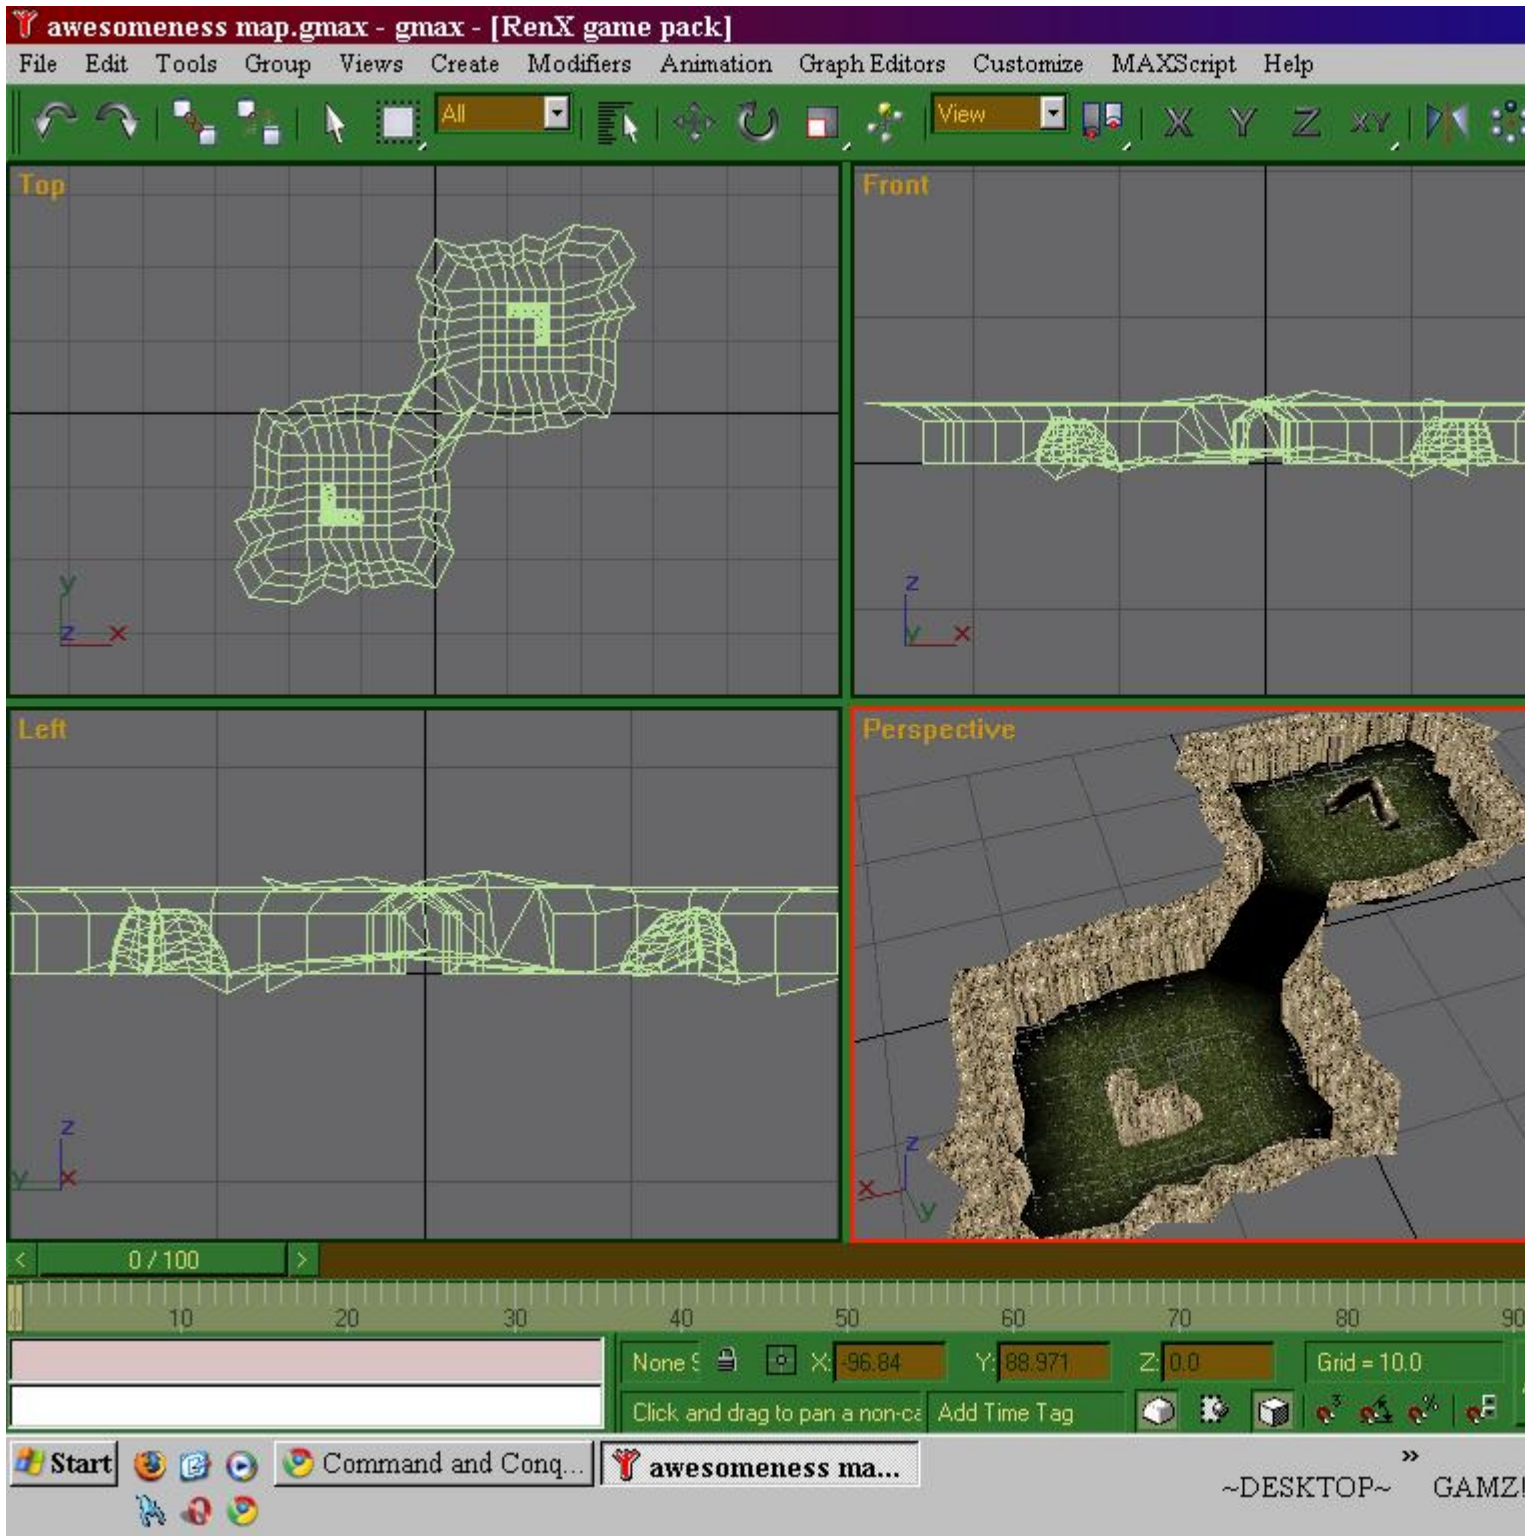 awesomeness map.gmax - gmax - [RenX game pack]
File Edit Tools Group Views Create Modifiers Animation Graph Editors Customize MAXScript Help
All View X Y Z XY
Top
Front
y
z x
z
y x
Left
Perspective
z
y x
z
x y
< 0 / 100 >
0 10 20 30 40 50 60 70 80 90
None S X: -96.84 Y: 88.971 Z: 0.0 Grid = 10.0
Click and drag to pan a non-ca Add Time Tag
Start Command and Conq... awesomeness ma... »
~DESKTOP~ GAMZ!